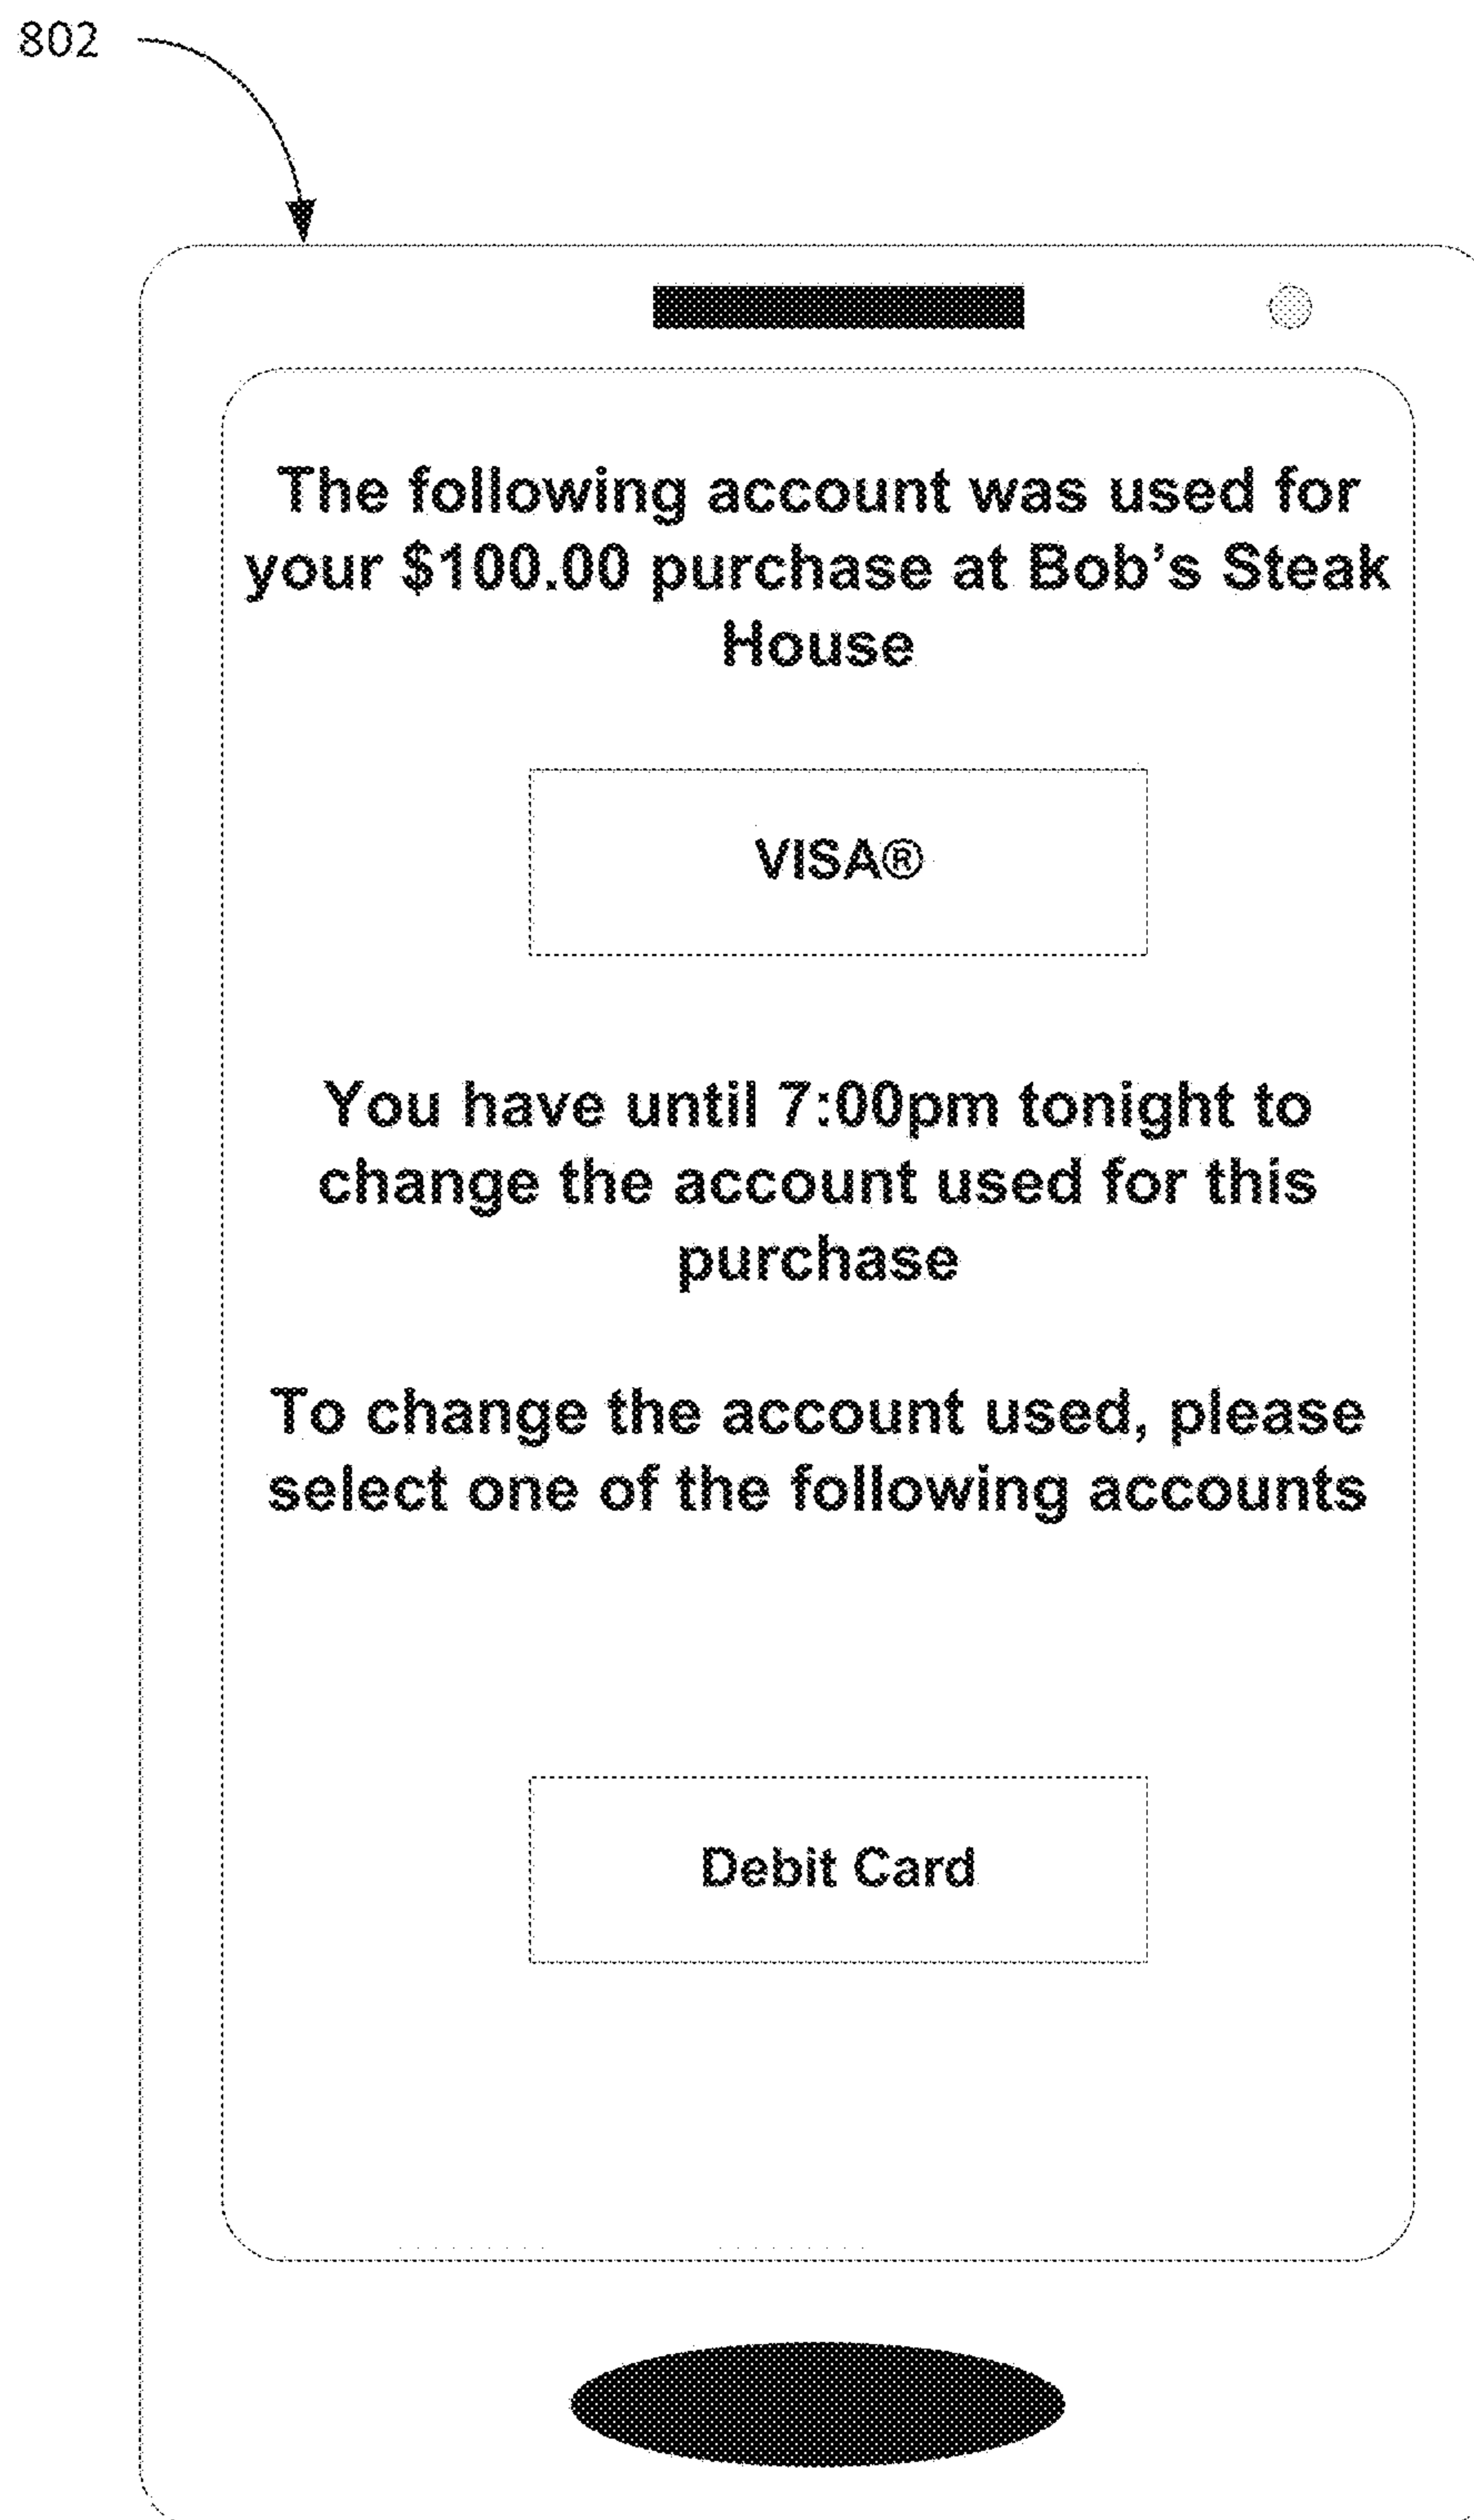 802
The following account was used for
your $100.00 purchase at Bob’s Steak
House
VISA®
You have until 7:00pm tonight to
change the account used for this
purchase
To change the account used, please
select one of the following accounts
Debit Card